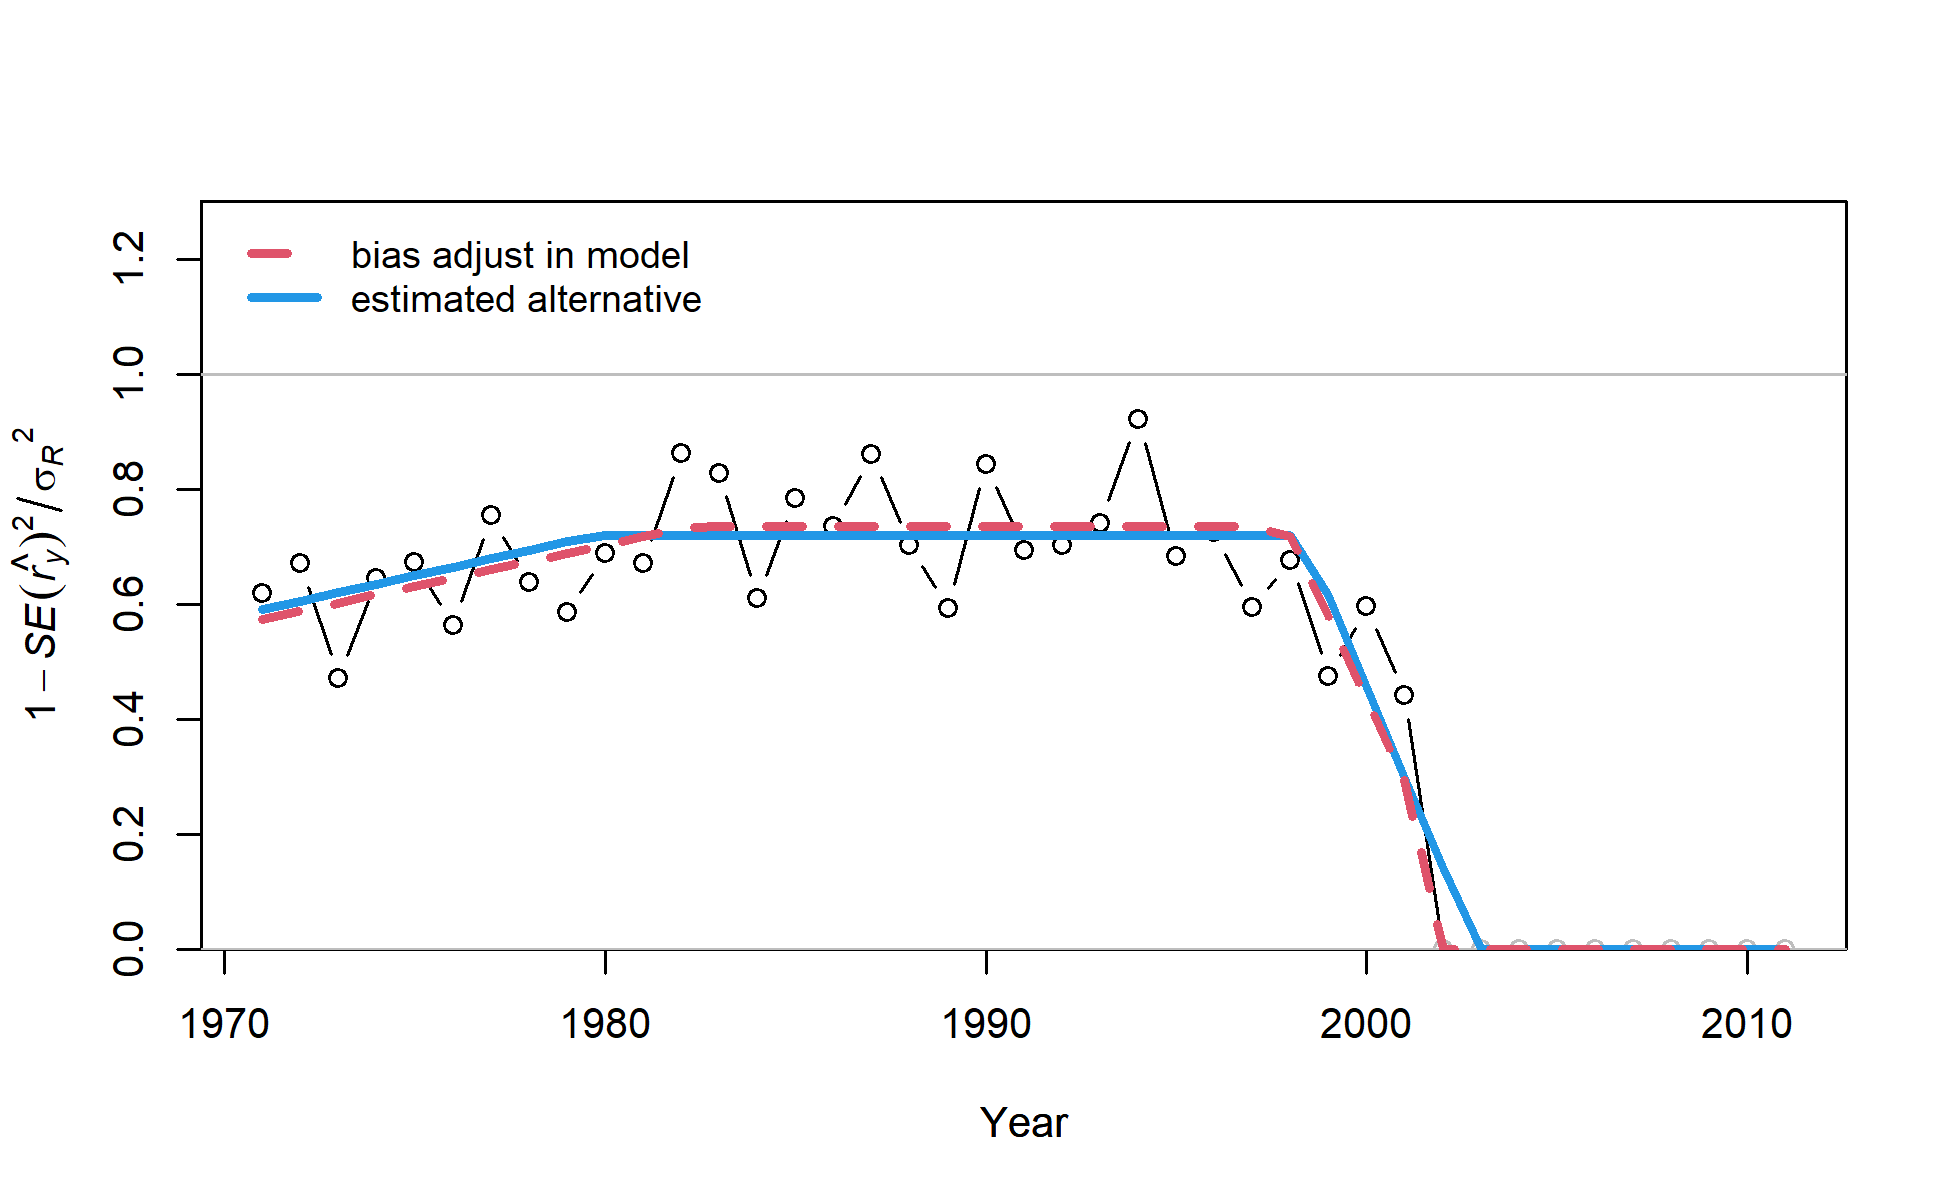 bias adjust in model
estimated alternative
1 − SE(r̂y)² / σR²
1.2
1.0
0.8
0.6
0.4
0.2
0.0
1970 1980 1990 2000 2010
Year